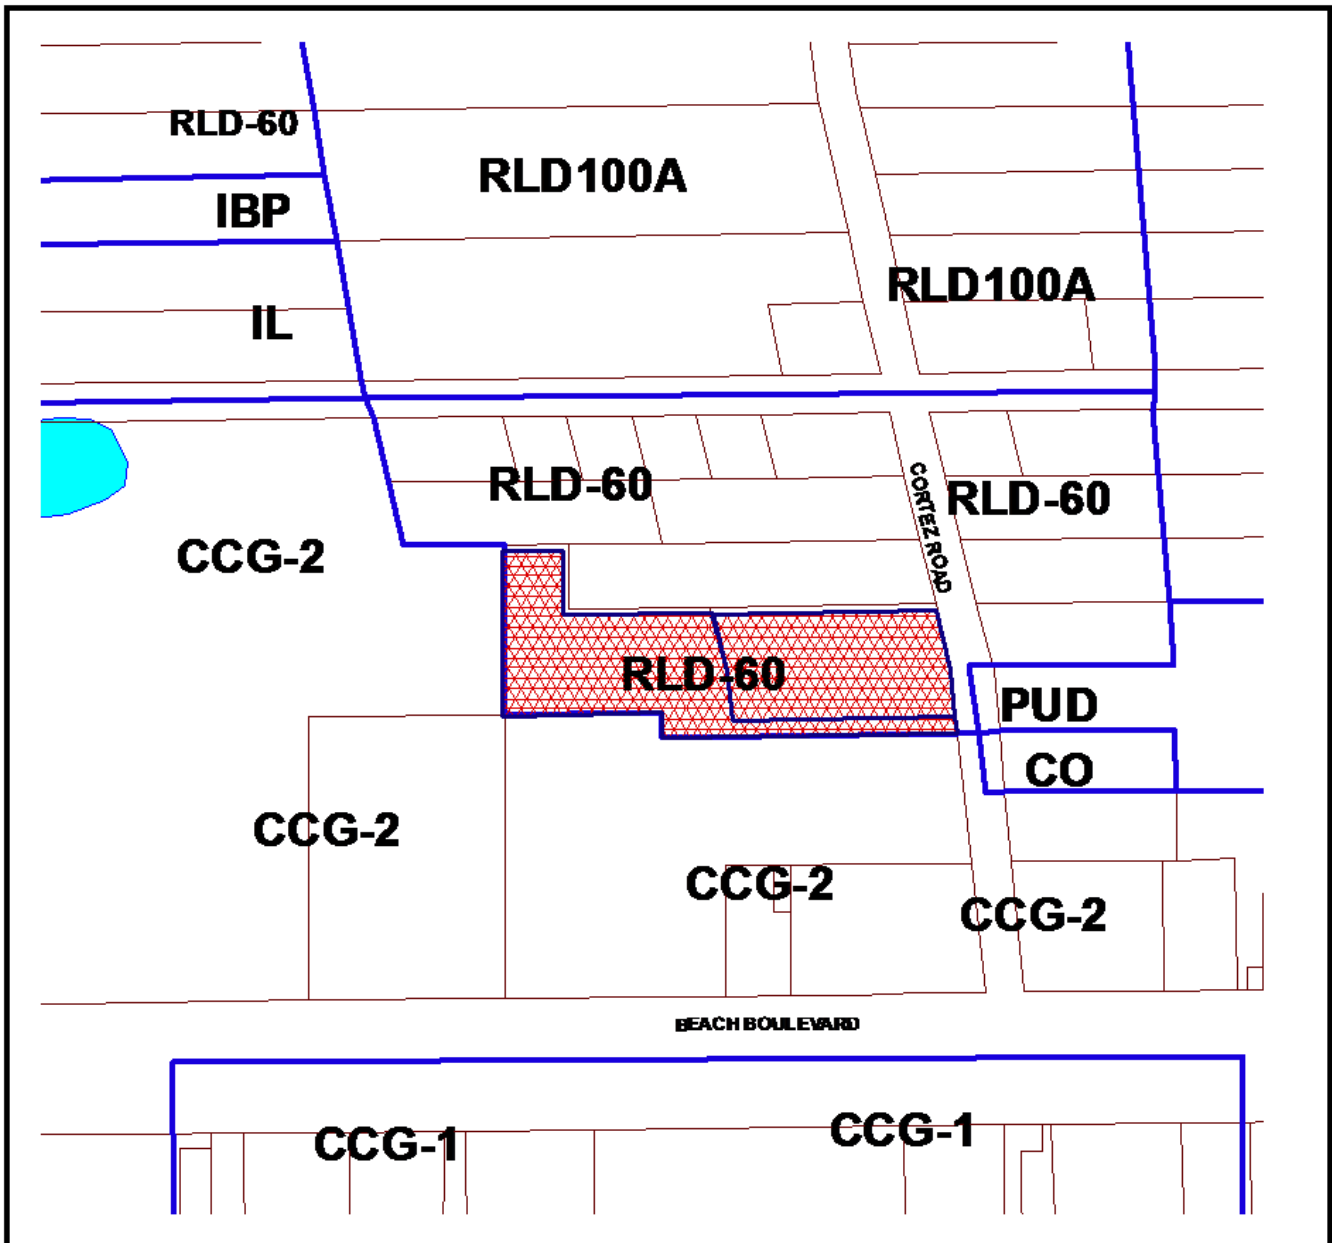 RLD-60
RLD100A
IBP
RLD100A
IL
RLD-60
CORTEZ ROAD
RLD-60
CCG-2
RLD-60
PUD
CO
CCG-2
CCG-2
CCG-2
BEACH BOULEVARD
CCG-1
CCG-1